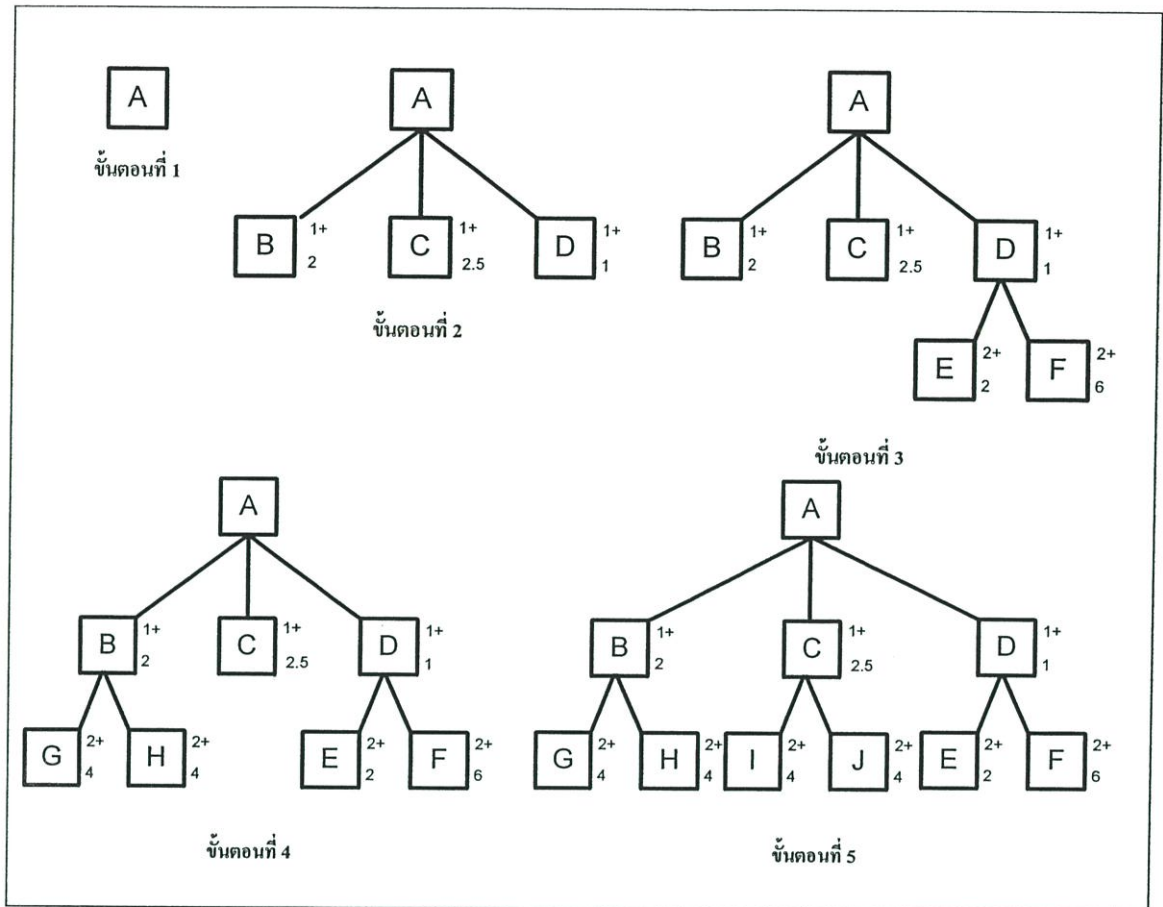 A
ขั้นตอนที่ 1
A
B 1+ 2
C 1+ 2.5
D 1+ 1
ขั้นตอนที่ 2
A
B 1+ 2
C 1+ 2.5
D 1+ 1
E 2+ 2
F 2+ 6
ขั้นตอนที่ 3
A
B 1+ 2
C 1+ 2.5
D 1+ 1
G 2+ 4
H 2+ 4
E 2+ 2
F 2+ 6
ขั้นตอนที่ 4
A
B 1+ 2
C 1+ 2.5
D 1+ 1
G 2+ 4
H 2+ 4
I 2+ 4
J 2+ 4
E 2+ 2
F 2+ 6
ขั้นตอนที่ 5